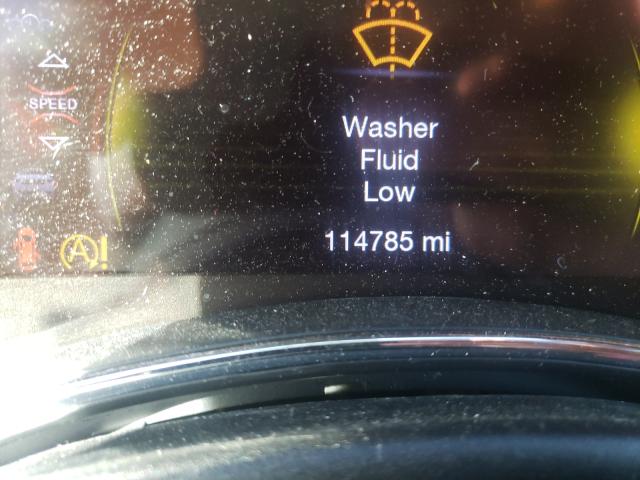 SPEED
Washer
Fluid
Low
114785 mi
A!